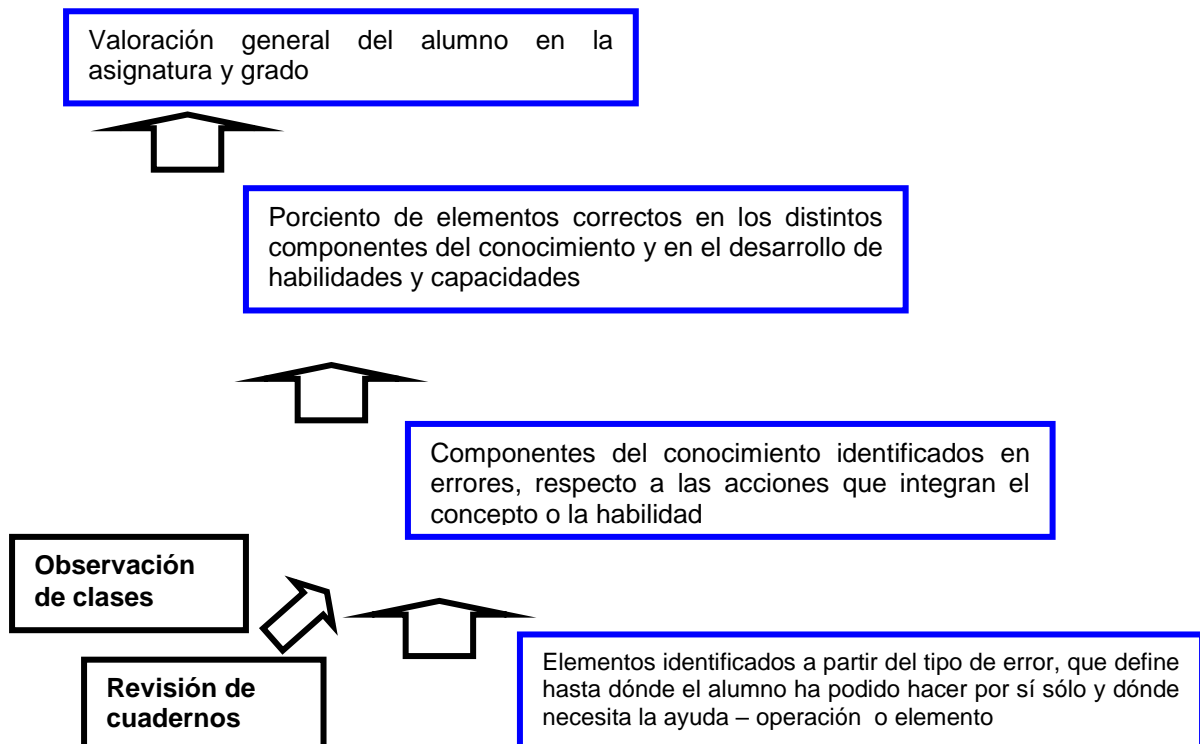 Valoración general del alumno en la
asignatura y grado
Porciento de elementos correctos en los distintos
componentes del conocimiento y en el desarrollo de
habilidades y capacidades
Componentes del conocimiento identificados en
errores, respecto a las acciones que integran el
concepto o la habilidad
Observación
de clases
Revisión de
cuadernos
Elementos identificados a partir del tipo de error, que define
hasta dónde el alumno ha podido hacer por sí sólo y dónde
necesita la ayuda – operación o elemento